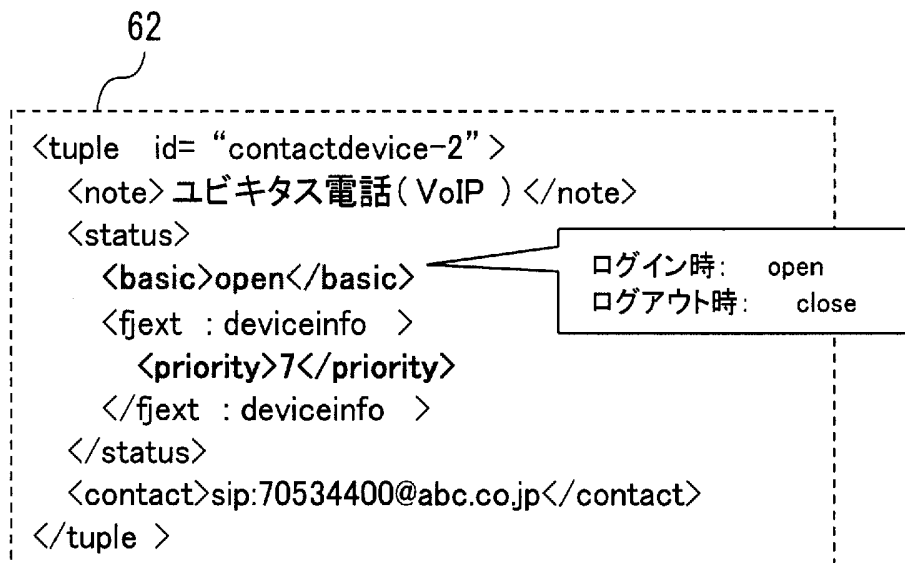 62
<tuple id= “contactdevice-2”>
<note>ユビキタス電話( VoIP ) </note>
<status>
<basic>open</basic>
<fjext : deviceinfo >
<priority>7</priority>
</fjext : deviceinfo >
</status>
<contact>sip:70534400@abc.co.jp</contact>
</tuple >
ログイン時: open
ログアウト時: close